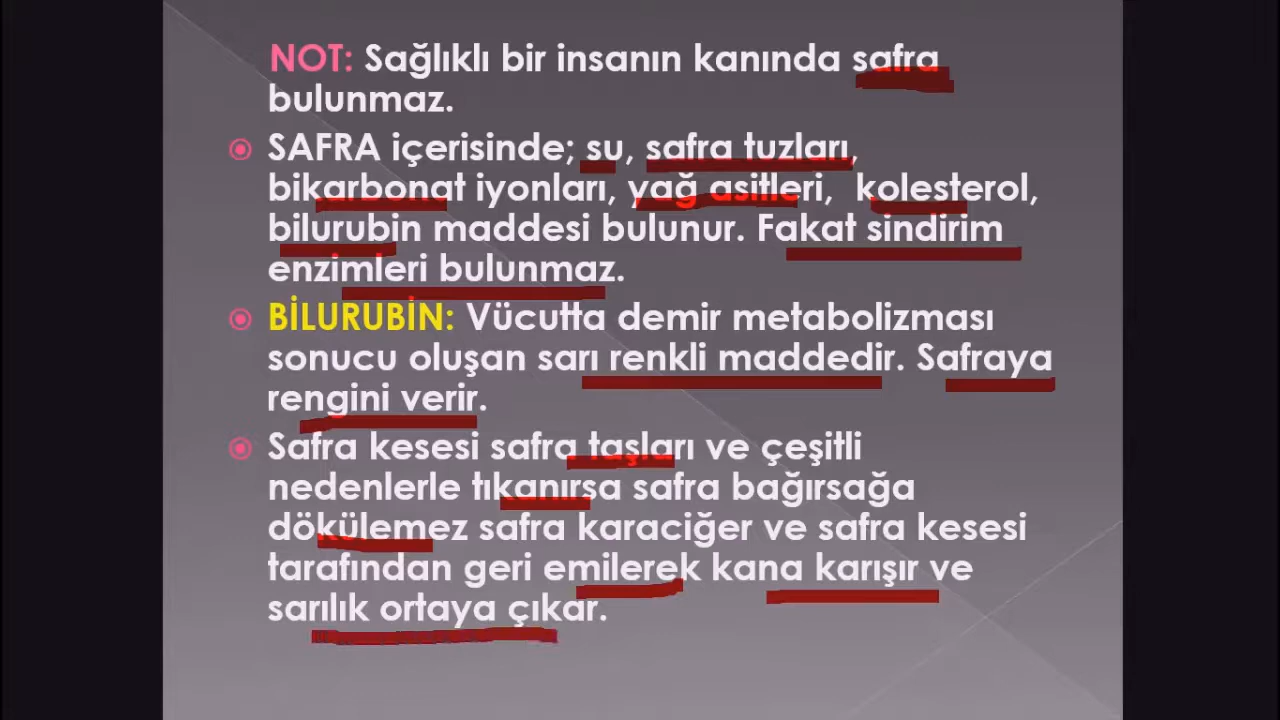 NOT: Sağlıklı bir insanın kanında safra
bulunmaz.
SAFRA içerisinde; su, safra tuzları,
bikarbonat iyonları, yağ asitleri, kolesterol,
bilurubin maddesi bulunur. Fakat sindirim
enzimleri bulunmaz.
BİLURUBİN: Vücutta demir metabolizması
sonucu oluşan sarı renkli maddedir. Safraya
rengini verir.
Safra kesesi safra taşları ve çeşitli
nedenlerle tıkanırsa safra bağırsağa
dökülemez safra karaciğer ve safra kesesi
tarafından geri emilerek kana karışır ve
sarılık ortaya çıkar.